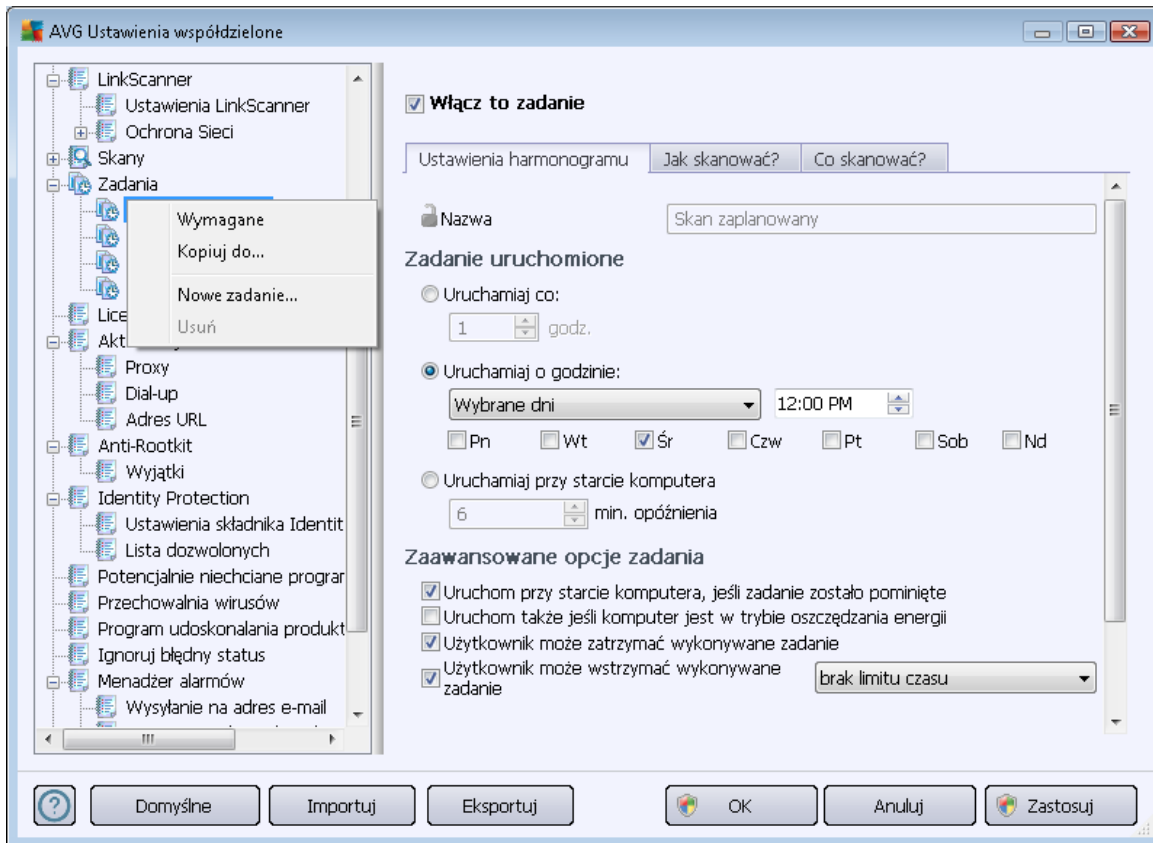 AVG Ustawienia współdzielone
LinkScanner
Ustawienia LinkScanner
Ochrona Sieci
Skany
Zadania
Wymagane
Kopiuj do...
Nowe zadanie...
Usuń
Proxy
Dial-up
Adres URL
Anti-Rootkit
Wyjątki
Identity Protection
Ustawienia składnika Identit
Lista dozwolonych
Potencjalnie niechciane prograr
Przechowalnia wirusów
Program udoskonalania produkt
Ignoruj błędny status
Menadżer alarmów
Wysyłanie na adres e-mail
Włącz to zadanie
Ustawienia harmonogramu Jak skanować? Co skanować?
Nazwa Skan zaplanowany
Zadanie uruchomione
Uruchamiaj co:
1 godz.
Uruchamiaj o godzinie:
Wybrane dni 12:00 PM
Pn Wt Śr Czw Pt Sob Nd
Uruchamiaj przy starcie komputera
6 min. opóźnienia
Zaawansowane opcje zadania
Uruchom przy starcie komputera, jeśli zadanie zostało pominięte
Uruchom także jeśli komputer jest w trybie oszczędzania energii
Użytkownik może zatrzymać wykonywane zadanie
Użytkownik może wstrzymać wykonywane
zadanie
brak limitu czasu
Domyślne Importuj Eksportuj OK Anuluj Zastosuj